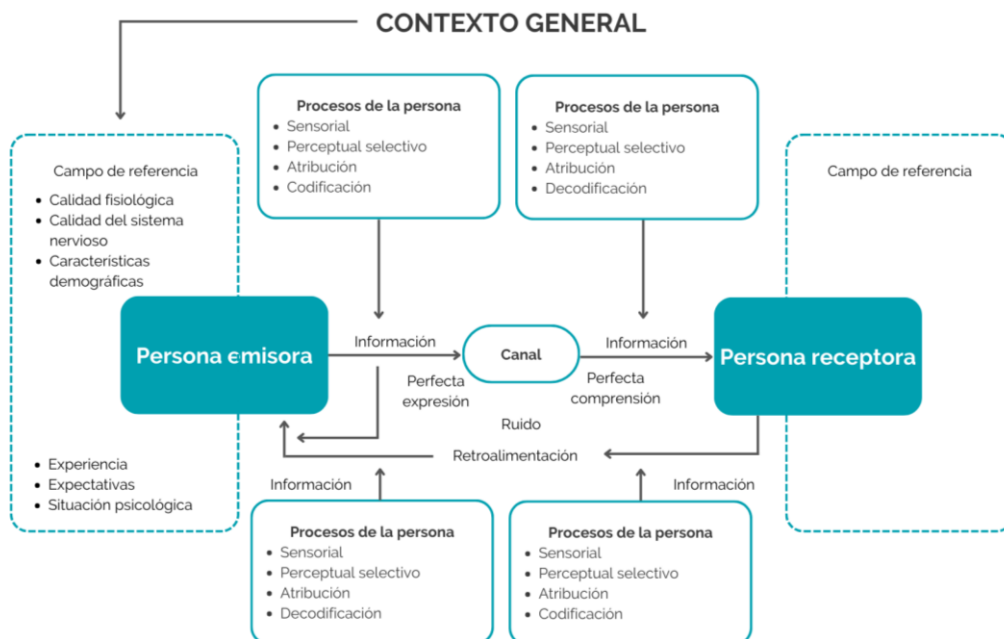 CONTEXTO GENERAL
Campo de referencia
• Calidad fisiológica
• Calidad del sistema
nervioso
• Características
demográficas
Procesos de la persona
• Sensorial
• Perceptual selectivo
• Atribución
• Codificación
Procesos de la persona
• Sensorial
• Perceptual selectivo
• Atribución
• Decodificación
Campo de referencia
Persona emisora
Información
Perfecta
expresión
Canal
Información
Perfecta
comprensión
Persona receptora
Ruido
Retroalimentación
• Experiencia
• Expectativas
• Situación psicológica
Información
Información
Procesos de la persona
• Sensorial
• Perceptual selectivo
• Atribución
• Decodificación
Procesos de la persona
• Sensorial
• Perceptual selectivo
• Atribución
• Codificación